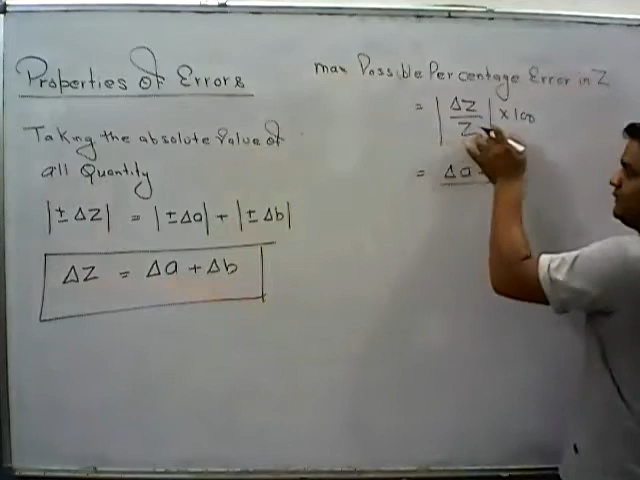 Properties of Errors
Taking the absolute value of
all Quantity
|± ΔZ| = |± Δa| + |± Δb|
ΔZ = Δa + Δb
max Possible Percentage Error in Z
= | ΔZ / Z | × 100
= Δa